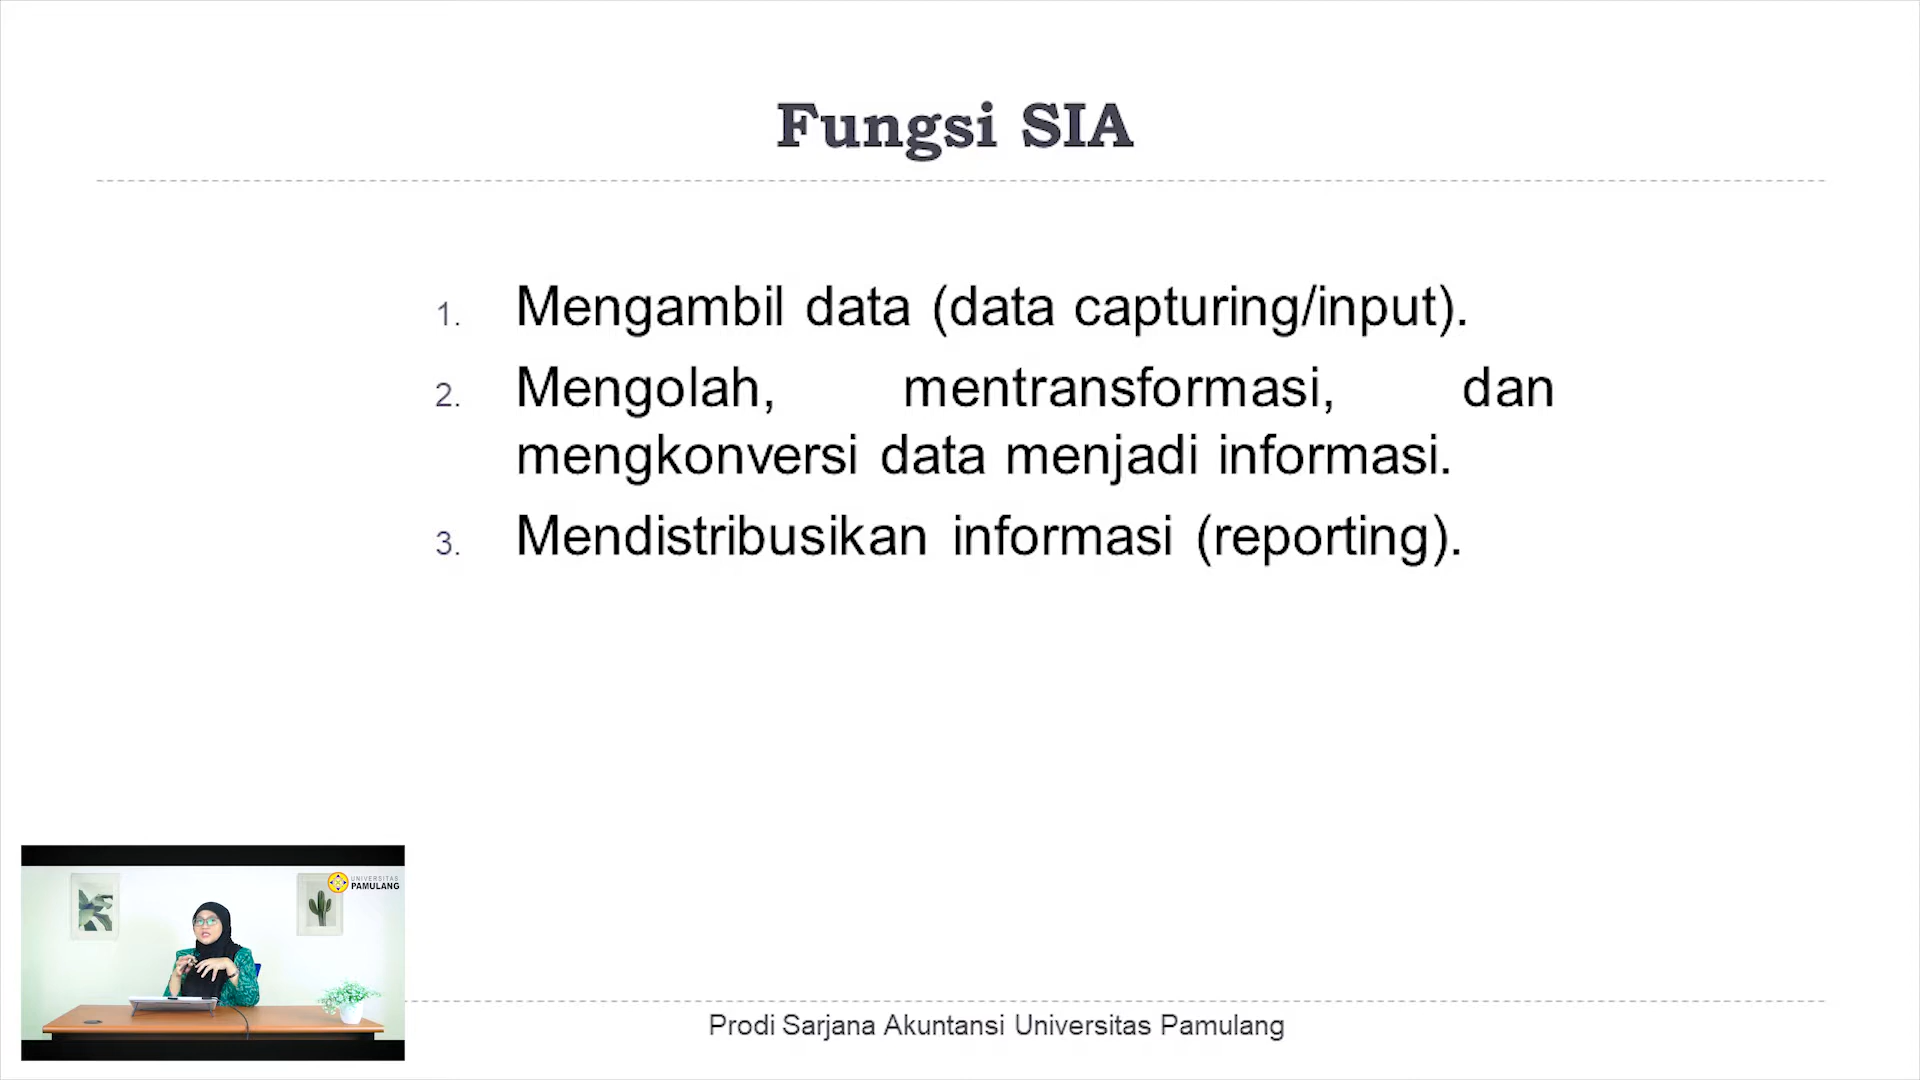 Fungsi SIA
1. Mengambil data (data capturing/input).
2. Mengolah, mentransformasi, dan
mengkonversi data menjadi informasi.
3. Mendistribusikan informasi (reporting).
UNIVERSITAS
PAMULANG
Prodi Sarjana Akuntansi Universitas Pamulang